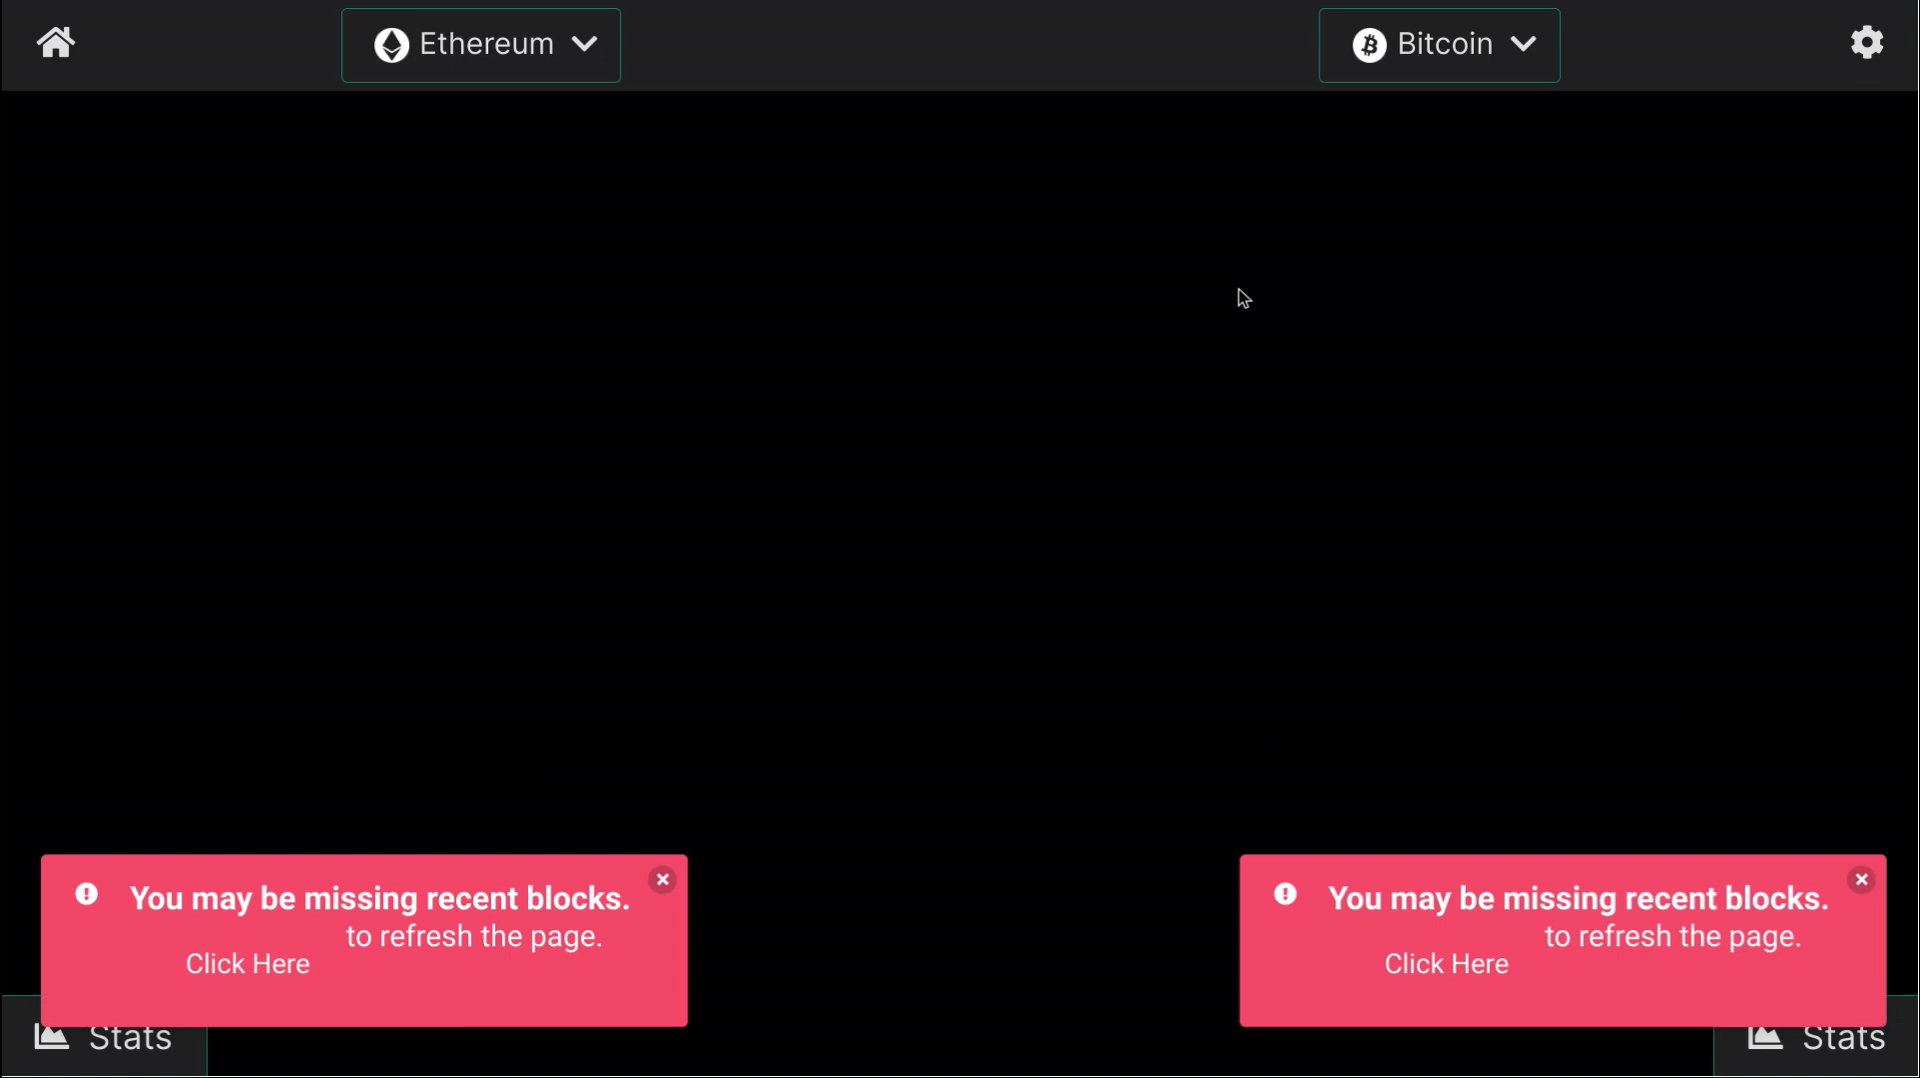 Ethereum
Bitcoin
You may be missing recent blocks.
to refresh the page.
Click Here
You may be missing recent blocks.
to refresh the page.
Click Here
Stats
Stats